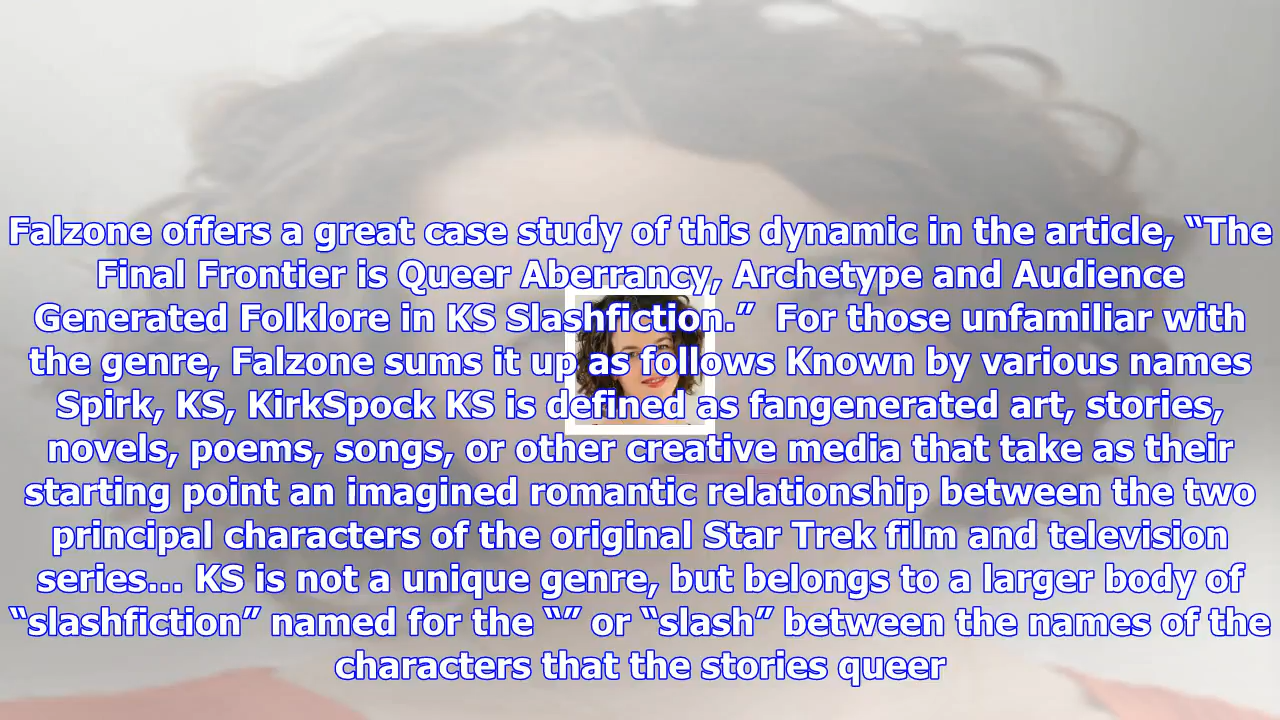 Falzone offers a great case study of this dynamic in the article, “The
Final Frontier is Queer Aberrancy, Archetype and Audience
Generated Folklore in KS Slashfiction.”  For those unfamiliar with
the genre, Falzone sums it up as follows Known by various names
Spirk, KS, KirkSpock KS is defined as fangenerated art, stories,
novels, poems, songs, or other creative media that take as their
starting point an imagined romantic relationship between the two
principal characters of the original Star Trek film and television
series... KS is not a unique genre, but belongs to a larger body of
“slashfiction” named for the “” or “slash” between the names of the
characters that the stories queer